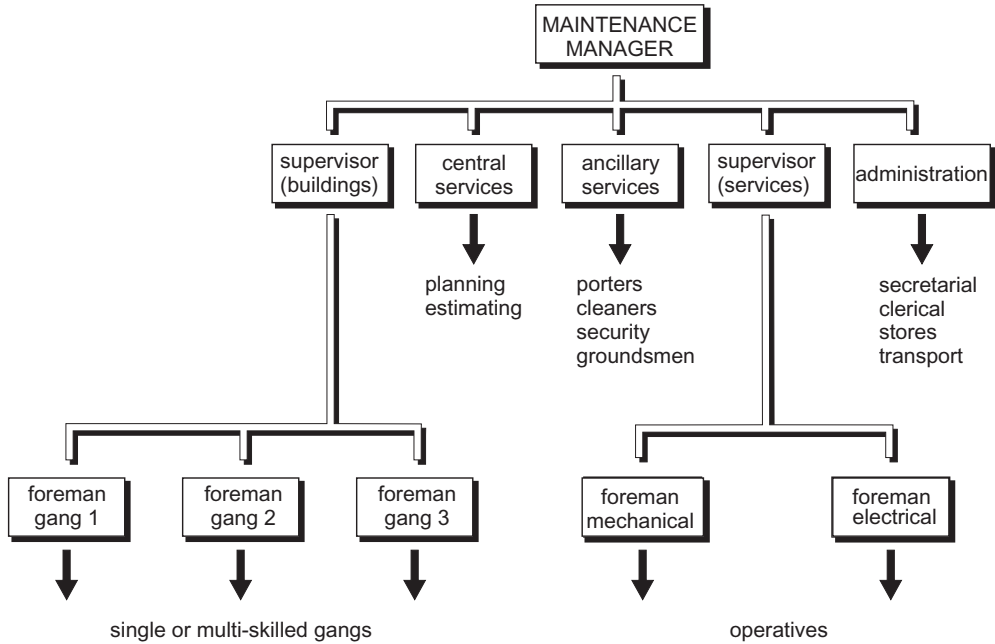 MAINTENANCE
MANAGER
supervisor
(buildings)
central
services
ancillary
services
supervisor
(services)
administration
planning
estimating
porters
cleaners
security
groundsmen
secretarial
clerical
stores
transport
foreman
gang 1
foreman
gang 2
foreman
gang 3
foreman
mechanical
foreman
electrical
single or multi-skilled gangs
operatives